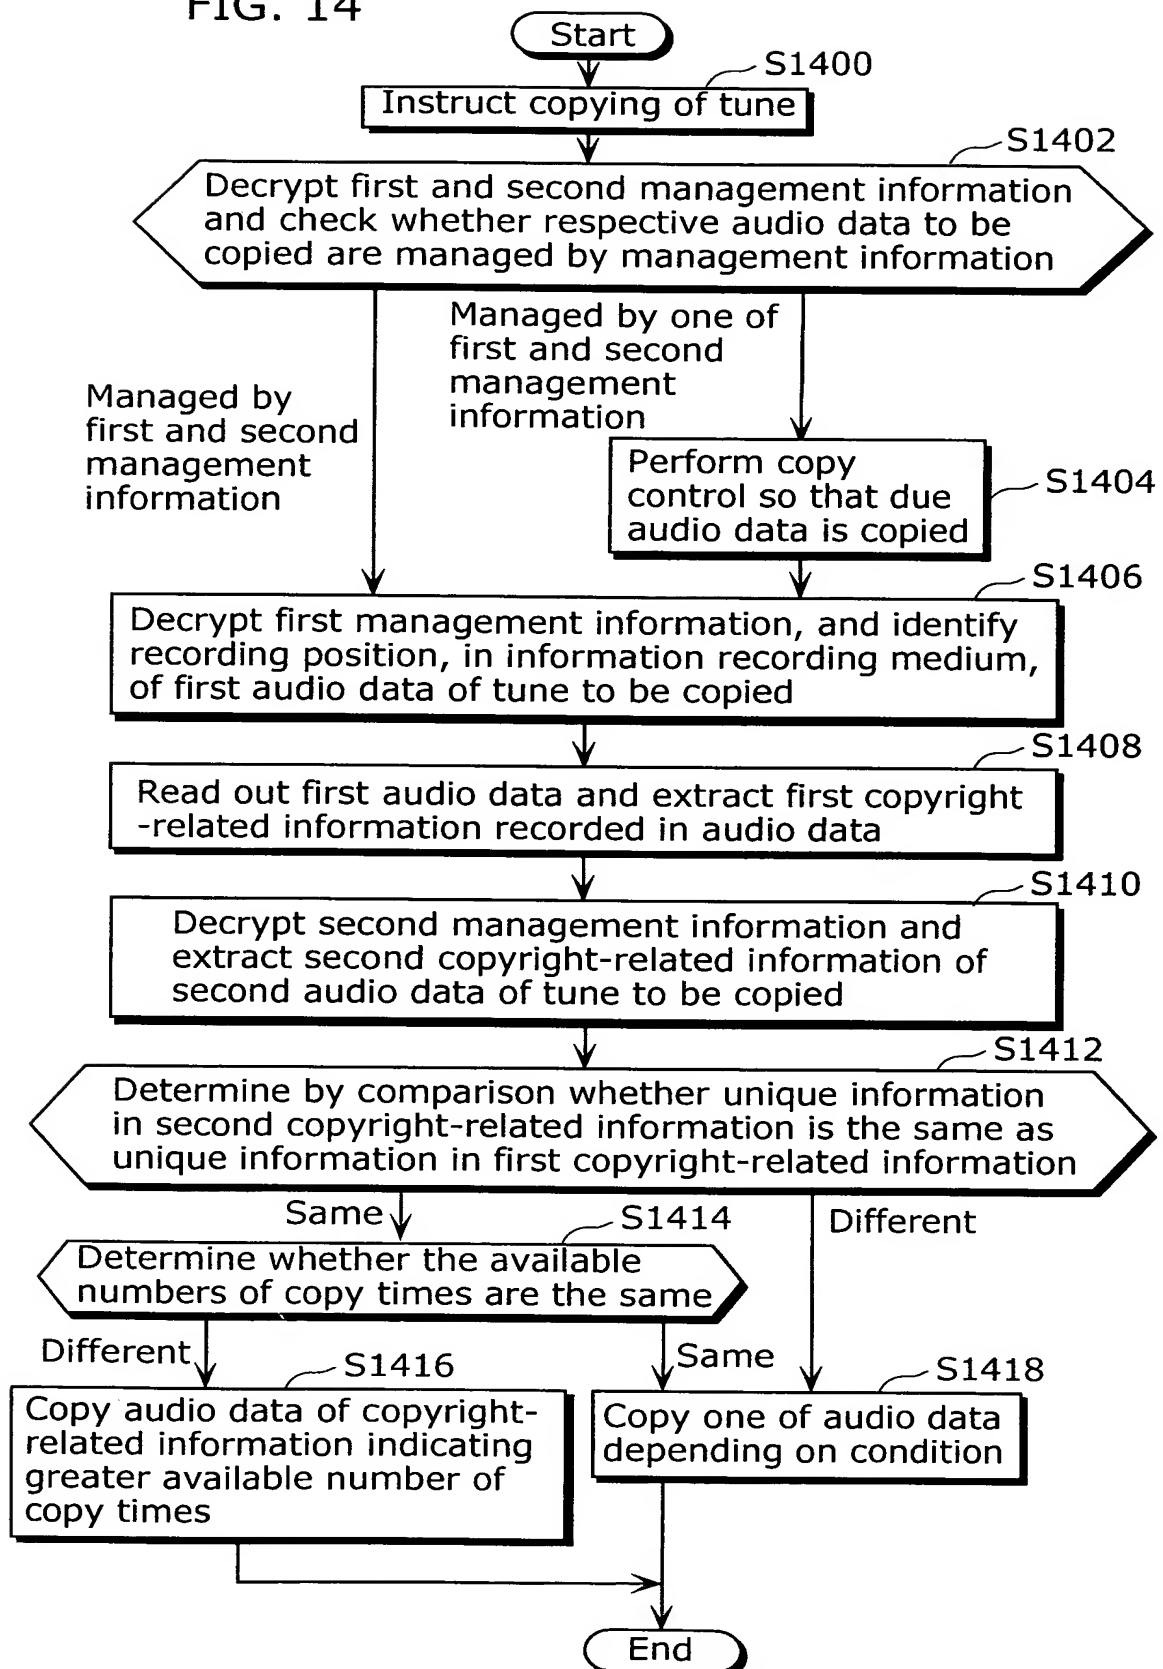 FIG. 14
Start
S1400
Instruct copying of tune
S1402
Decrypt first and second management information
and check whether respective audio data to be
copied are managed by management information
Managed by one of
first and second
management
information
Managed by
first and second
management
information
Perform copy
control so that due
audio data is copied
S1404
S1406
Decrypt first management information, and identify
recording position, in information recording medium,
of first audio data of tune to be copied
S1408
Read out first audio data and extract first copyright
-related information recorded in audio data
S1410
Decrypt second management information and
extract second copyright-related information of
second audio data of tune to be copied
S1412
Determine by comparison whether unique information
in second copyright-related information is the same as
unique information in first copyright-related information
Same
S1414
Different
Determine whether the available
numbers of copy times are the same
Different
S1416
Same
S1418
Copy audio data of copyright-
related information indicating
greater available number of
copy times
Copy one of audio data
depending on condition
End